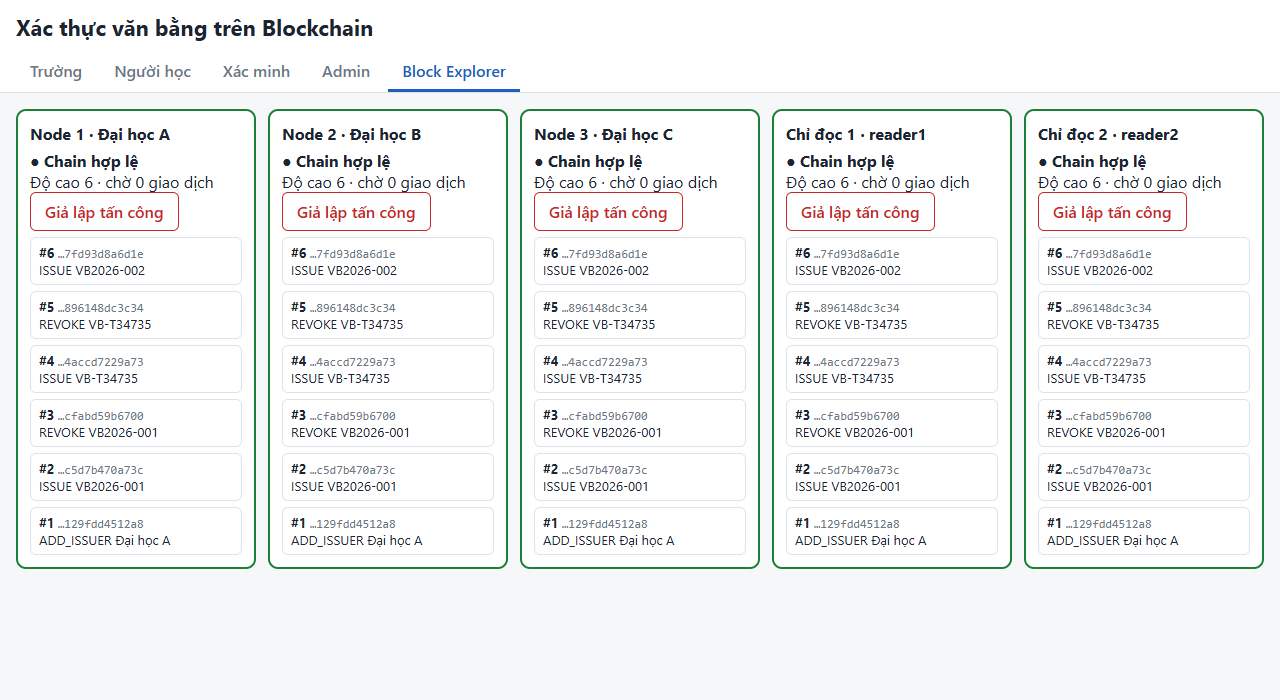 Xác thực văn bằng trên Blockchain
Trường
Người học
Xác minh
Admin
Block Explorer
Node 1 · Đại học A
● Chain hợp lệ
Độ cao 6 · chờ 0 giao dịch
Giả lập tấn công
#6 …7fd93d8a6d1e
ISSUE VB2026-002
#5 …896148dc3c34
REVOKE VB-T34735
#4 …4accd7229a73
ISSUE VB-T34735
#3 …cfabd59b6700
REVOKE VB2026-001
#2 …c5d7b470a73c
ISSUE VB2026-001
#1 …129fdd4512a8
ADD_ISSUER Đại học A
Node 2 · Đại học B
● Chain hợp lệ
Độ cao 6 · chờ 0 giao dịch
Giả lập tấn công
#6 …7fd93d8a6d1e
ISSUE VB2026-002
#5 …896148dc3c34
REVOKE VB-T34735
#4 …4accd7229a73
ISSUE VB-T34735
#3 …cfabd59b6700
REVOKE VB2026-001
#2 …c5d7b470a73c
ISSUE VB2026-001
#1 …129fdd4512a8
ADD_ISSUER Đại học A
Node 3 · Đại học C
● Chain hợp lệ
Độ cao 6 · chờ 0 giao dịch
Giả lập tấn công
#6 …7fd93d8a6d1e
ISSUE VB2026-002
#5 …896148dc3c34
REVOKE VB-T34735
#4 …4accd7229a73
ISSUE VB-T34735
#3 …cfabd59b6700
REVOKE VB2026-001
#2 …c5d7b470a73c
ISSUE VB2026-001
#1 …129fdd4512a8
ADD_ISSUER Đại học A
Chỉ đọc 1 · reader1
● Chain hợp lệ
Độ cao 6 · chờ 0 giao dịch
Giả lập tấn công
#6 …7fd93d8a6d1e
ISSUE VB2026-002
#5 …896148dc3c34
REVOKE VB-T34735
#4 …4accd7229a73
ISSUE VB-T34735
#3 …cfabd59b6700
REVOKE VB2026-001
#2 …c5d7b470a73c
ISSUE VB2026-001
#1 …129fdd4512a8
ADD_ISSUER Đại học A
Chỉ đọc 2 · reader2
● Chain hợp lệ
Độ cao 6 · chờ 0 giao dịch
Giả lập tấn công
#6 …7fd93d8a6d1e
ISSUE VB2026-002
#5 …896148dc3c34
REVOKE VB-T34735
#4 …4accd7229a73
ISSUE VB-T34735
#3 …cfabd59b6700
REVOKE VB2026-001
#2 …c5d7b470a73c
ISSUE VB2026-001
#1 …129fdd4512a8
ADD_ISSUER Đại học A